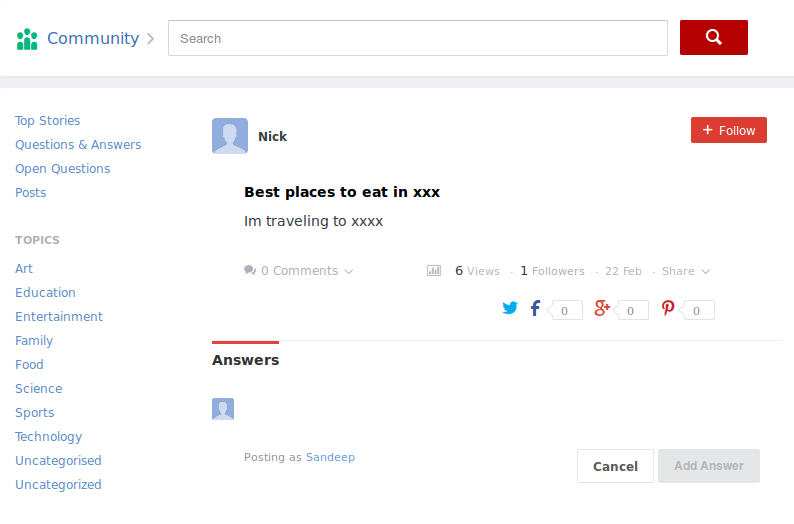 Community
Search
Top Stories
Questions & Answers
Open Questions
Posts
TOPICS
Art
Education
Entertainment
Family
Food
Science
Sports
Technology
Uncategorised
Uncategorized
Nick
+ Follow
Best places to eat in xxx
Im traveling to xxxx
0 Comments
6 Views · 1 Followers · 22 Feb · Share
0 0 0
Answers
Posting as Sandeep
Cancel Add Answer